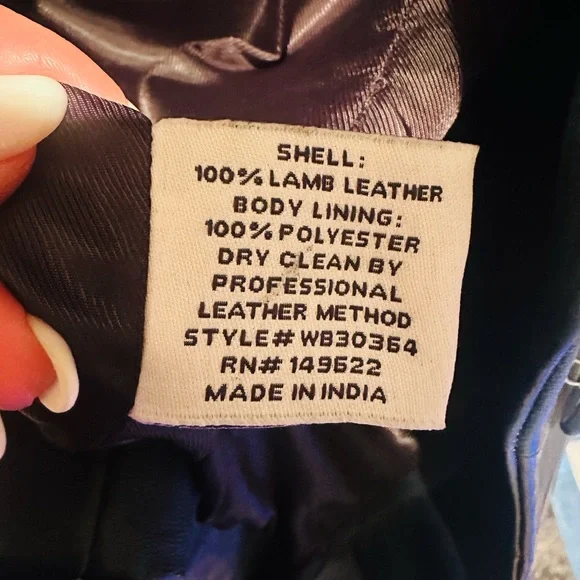 SHELL:
100% LAMB LEATHER
BODY LINING:
100% POLYESTER
DRY CLEAN BY
PROFESSIONAL
LEATHER METHOD
STYLE# WB30364
RN# 149622
MADE IN INDIA